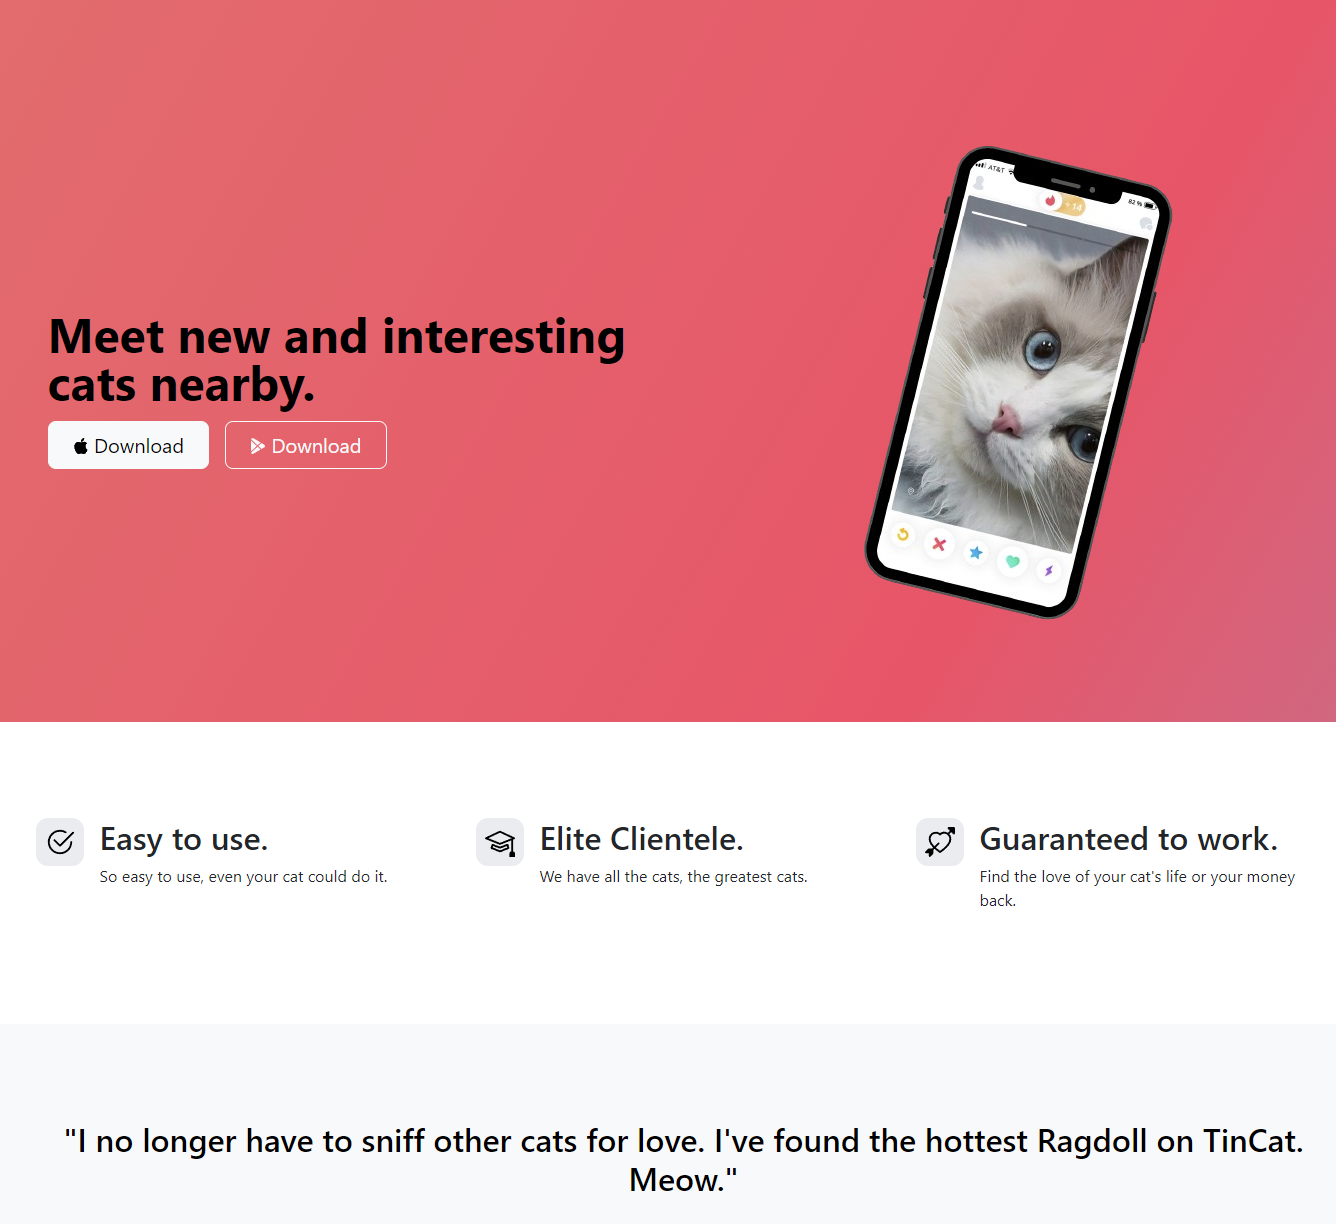 AT&T
82 %
+14
Meet new and interesting
cats nearby.
Download
Download
Easy to use.
So easy to use, even your cat could do it.
Elite Clientele.
We have all the cats, the greatest cats.
Guaranteed to work.
Find the love of your cat's life or your money
back.
"I no longer have to sniff other cats for love. I've found the hottest Ragdoll on TinCat.
Meow."